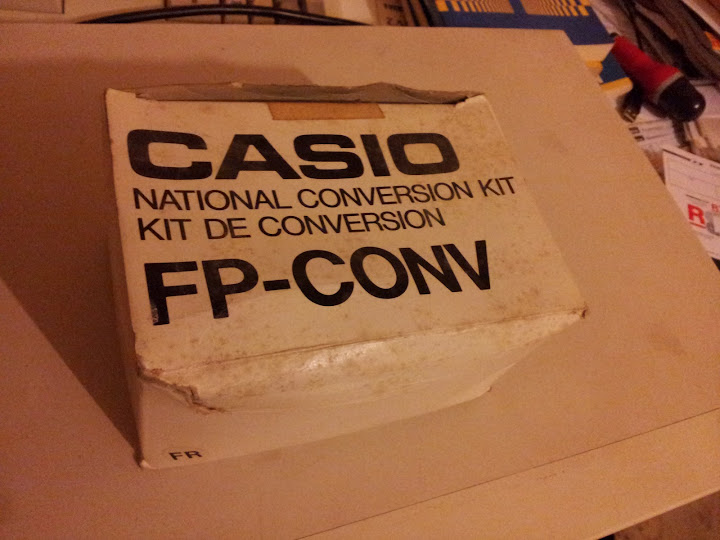 CASIO
NATIONAL CONVERSION KIT
KIT DE CONVERSION
FP-CONV
FR
R